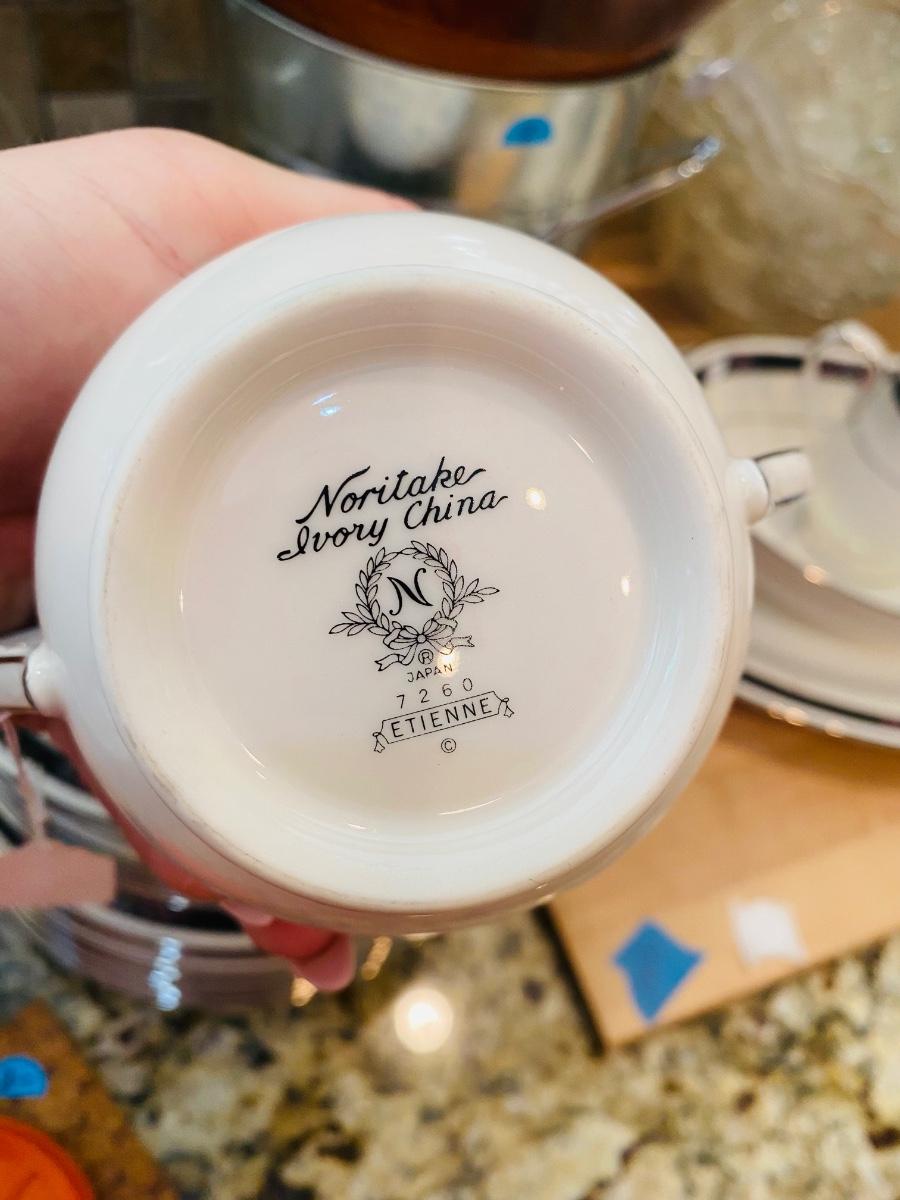 Noritake
Ivory China
N
®
JAPAN
7260
ETIENNE
©